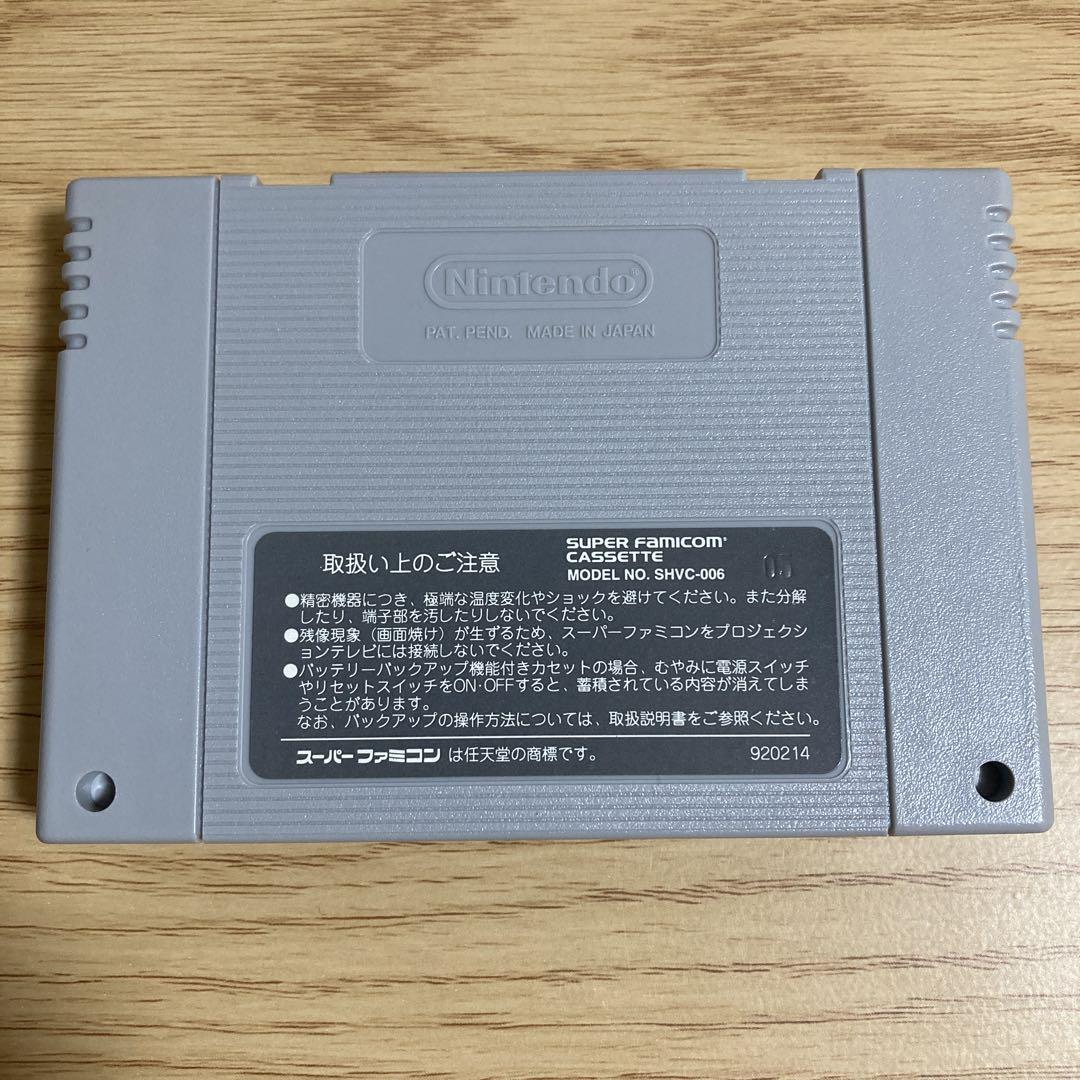 Nintendo®
PAT. PEND. MADE IN JAPAN
取扱い上のご注意
SUPER FAMICOM®
CASSETTE
MODEL NO. SHVC-006
05
●精密機器につき、極端な温度変化やショックを避けてください。また分解
したり、端子部を汚したりしないでください。
●残像現象（画面焼け）が生ずるため、スーパーファミコンをプロジェクシ
ョンテレビには接続しないでください。
●バッテリーバックアップ機能付きカセットの場合、むやみに電源スイッチ
やリセットスイッチをON·OFFすると、蓄積されている内容が消えてしま
うことがあります。
なお、バックアップの操作方法については、取扱説明書をご参照ください。
スーパーファミコン は任天堂の商標です。
920214